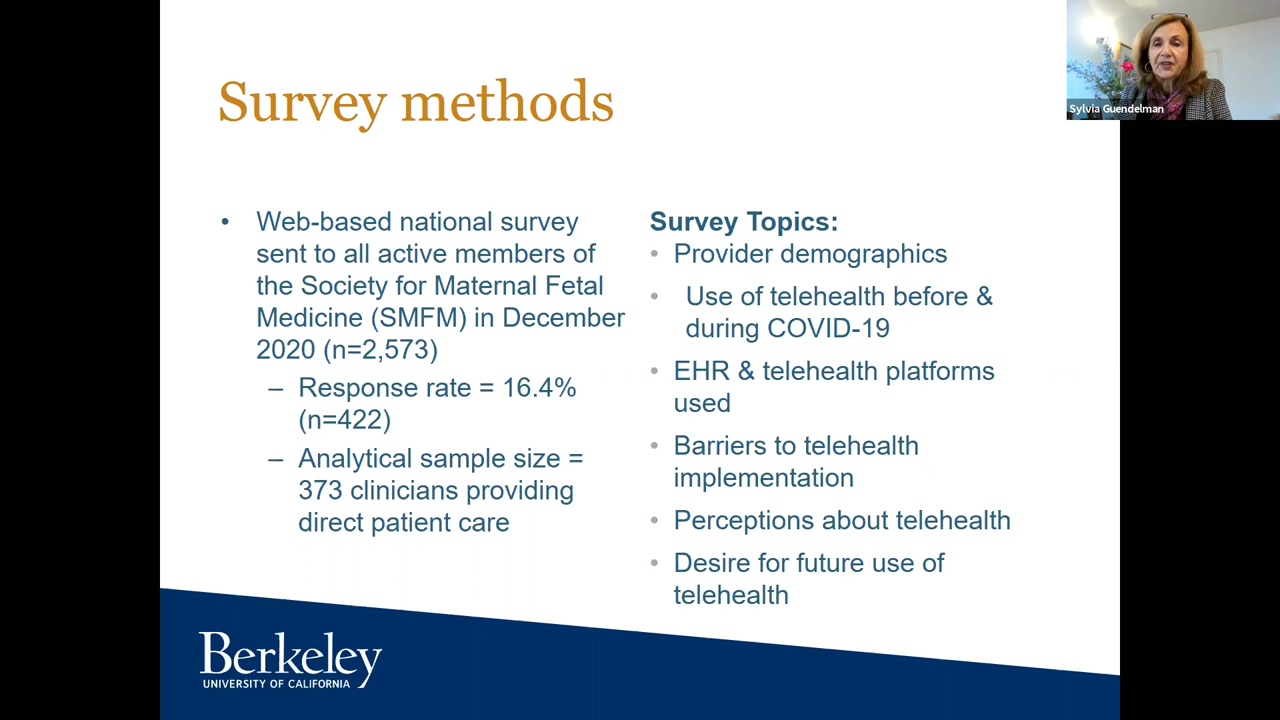 Survey methods
Sylvia Guendelman
• Web-based national survey
sent to all active members of
the Society for Maternal Fetal
Medicine (SMFM) in December
2020 (n=2,573)
– Response rate = 16.4%
(n=422)
– Analytical sample size =
373 clinicians providing
direct patient care
Survey Topics:
• Provider demographics
• Use of telehealth before &
during COVID-19
• EHR & telehealth platforms
used
• Barriers to telehealth
implementation
• Perceptions about telehealth
• Desire for future use of
telehealth
Berkeley
UNIVERSITY OF CALIFORNIA